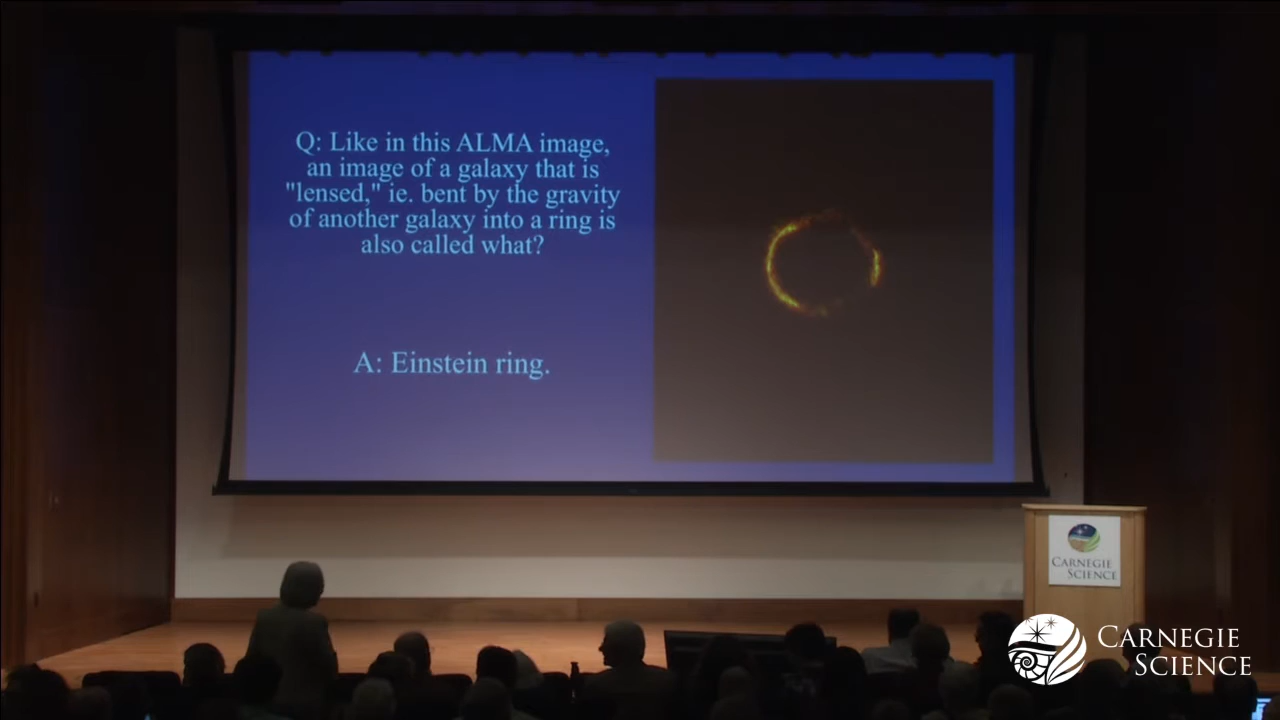 Q: Like in this ALMA image,
an image of a galaxy that is
"lensed," ie. bent by the gravity
of another galaxy into a ring is
also called what?
A: Einstein ring.
CARNEGIE
SCIENCE
CARNEGIE
SCIENCE